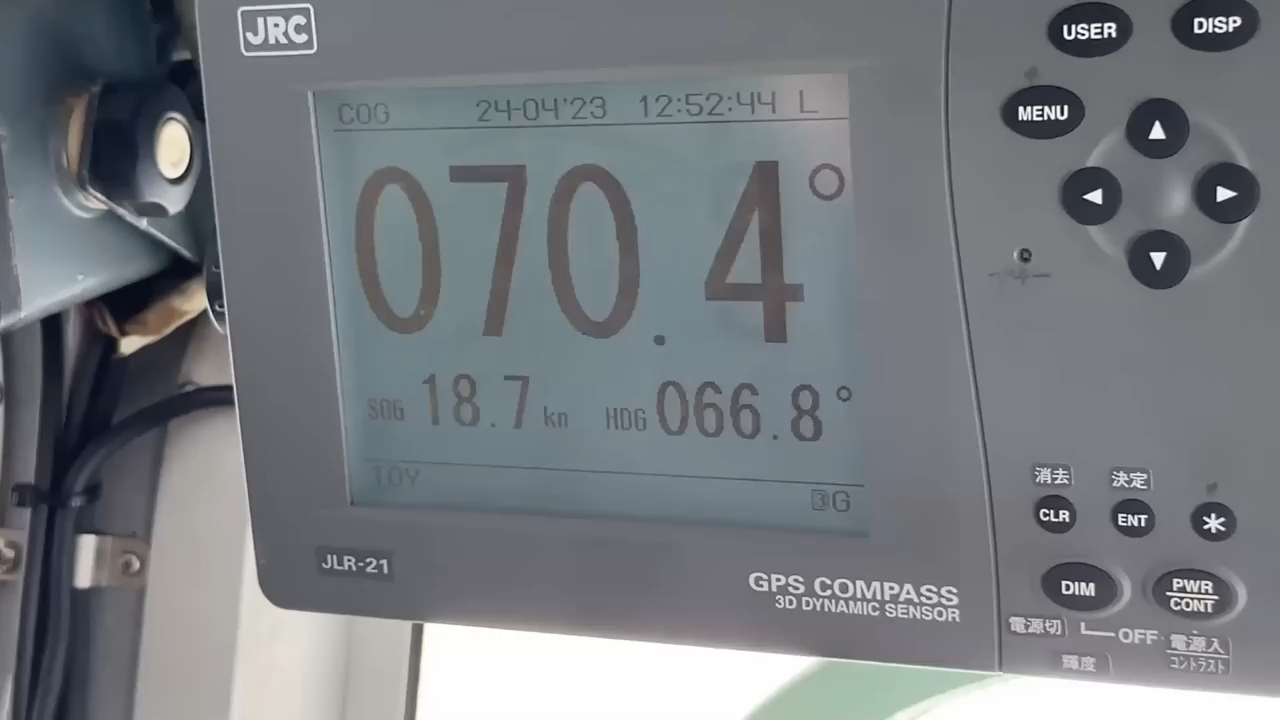 JRC
COG 24-04'23 12:52:44 L
070.4°
SOG 18.7 kn HDG 066.8°
TOY
3G
JLR-21
GPS COMPASS
3D DYNAMIC SENSOR
USER DISP
MENU
消去 決定
CLR ENT *
DIM PWR CONT
電源切 OFF 電源入
輝度 コントラスト